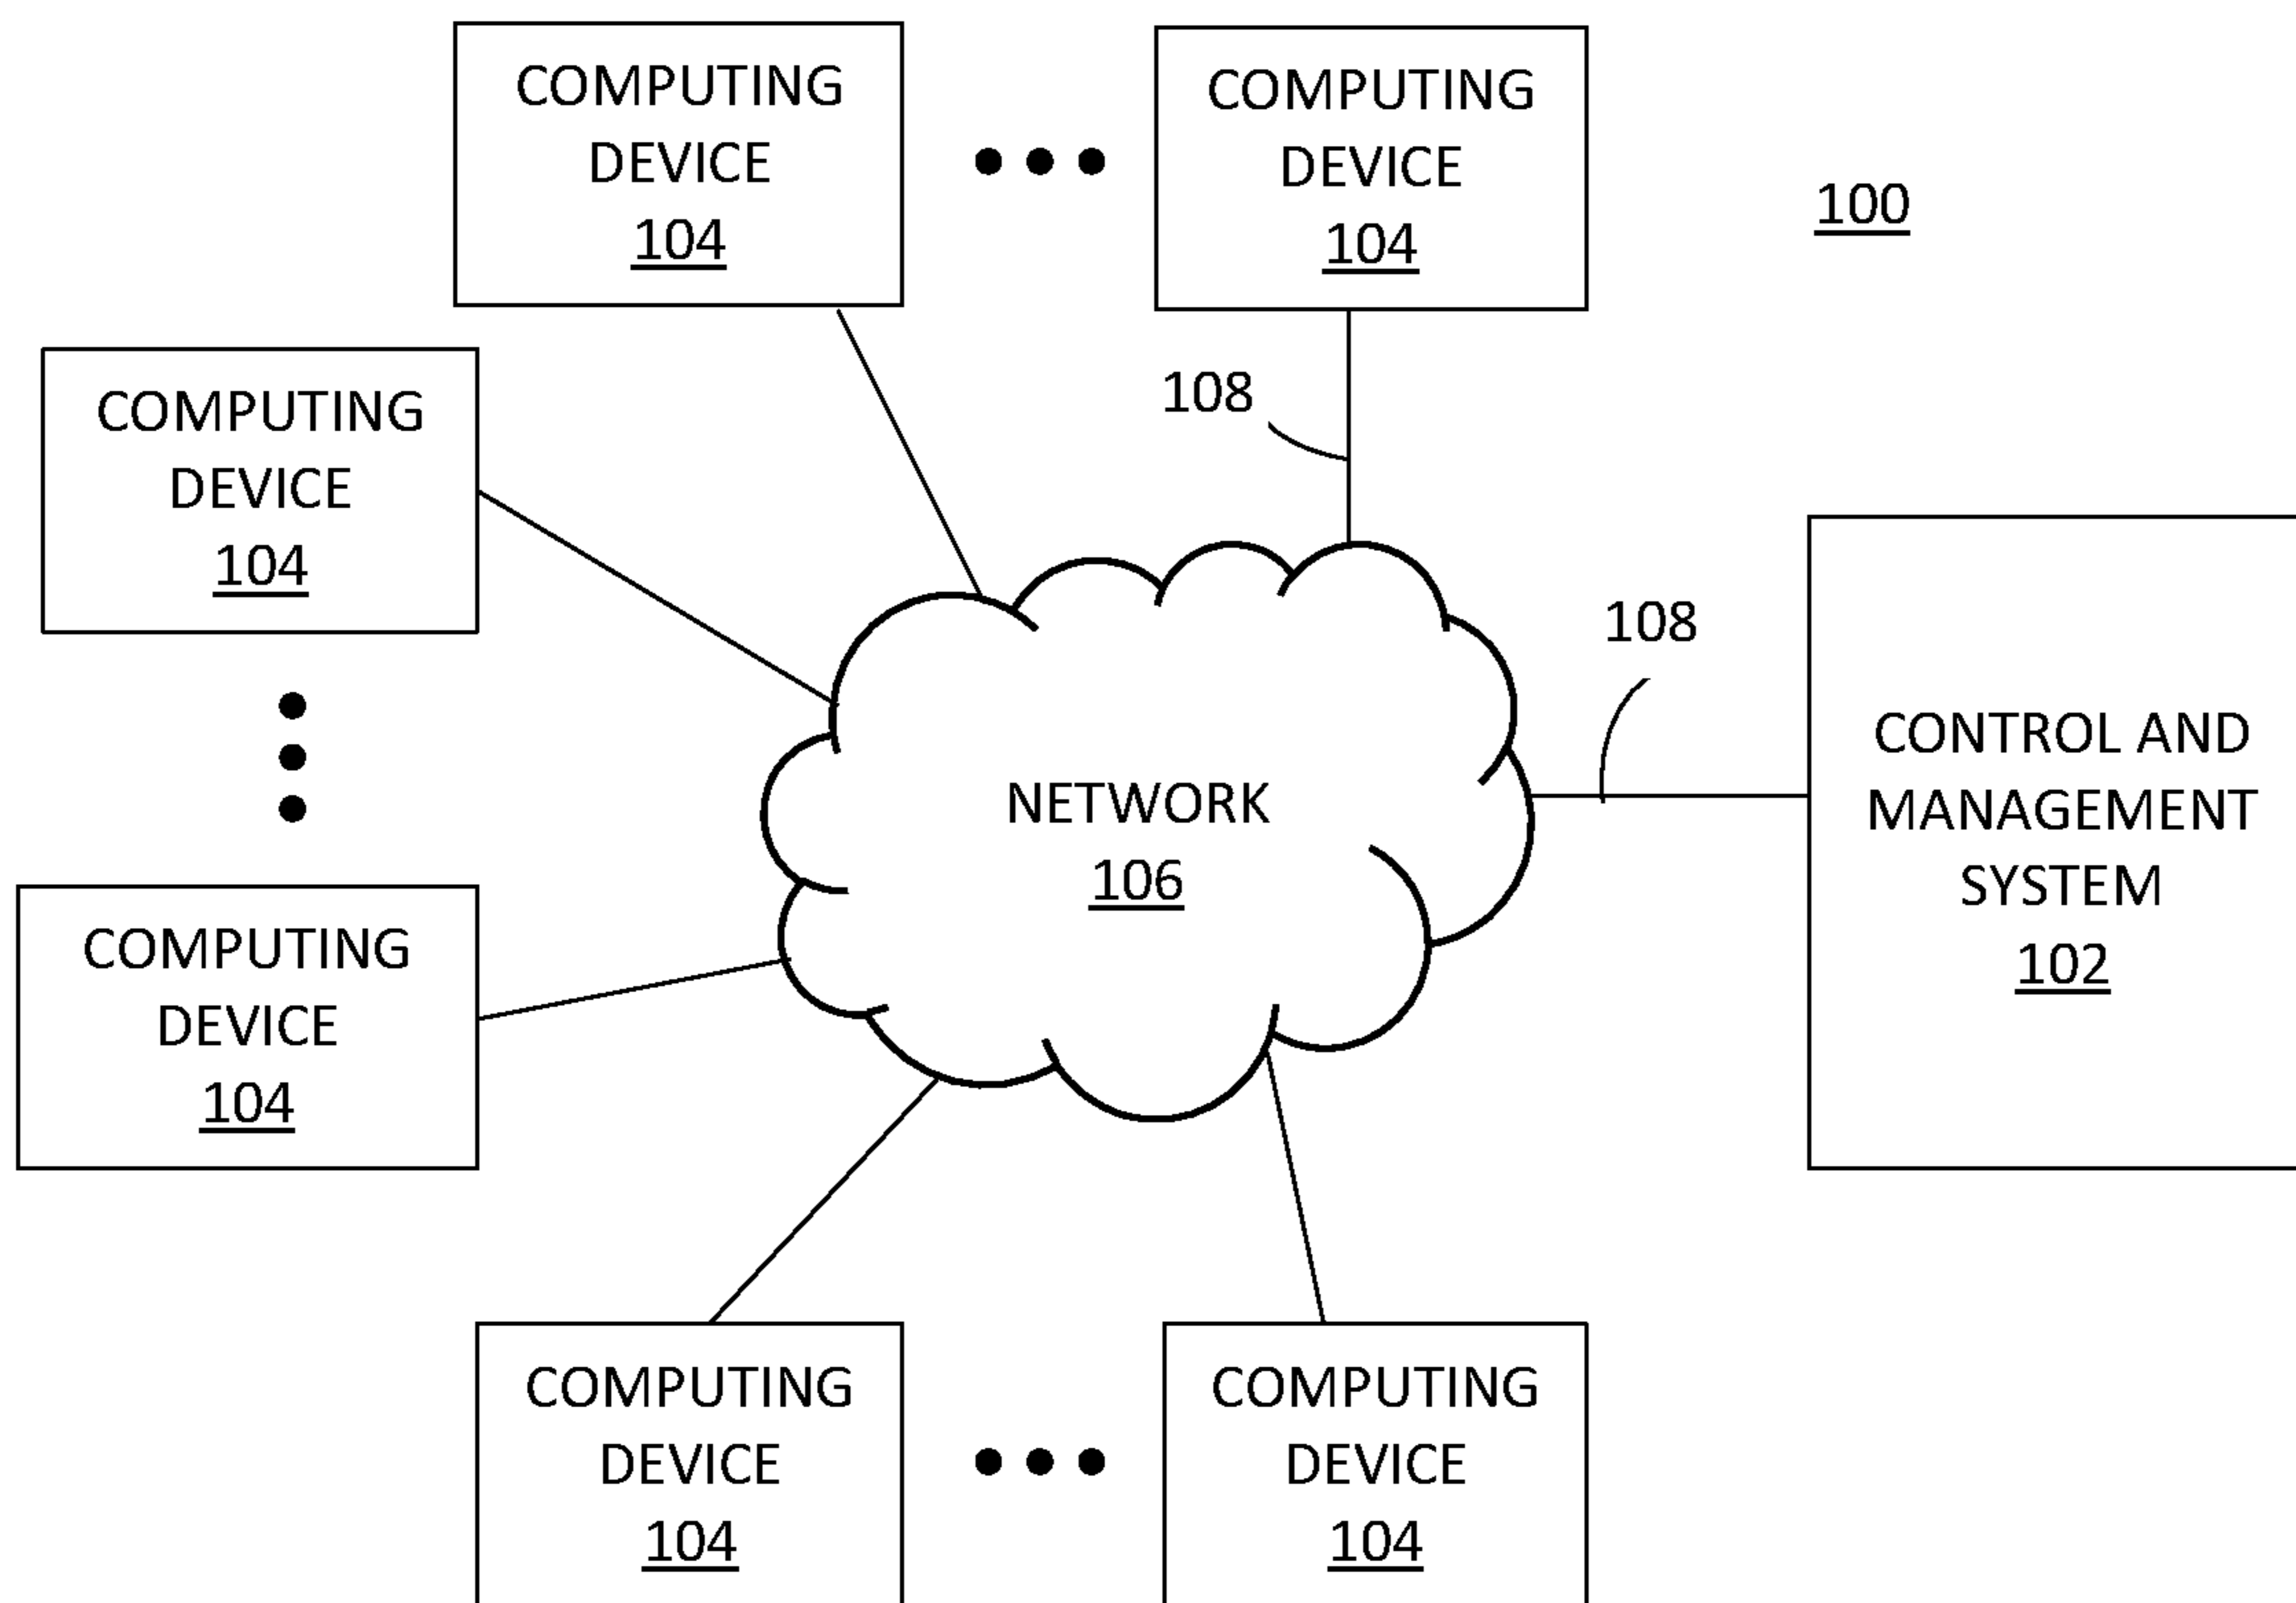 COMPUTING
DEVICE
104
COMPUTING
DEVICE
104
100
COMPUTING
DEVICE
104
108
108
CONTROL AND
MANAGEMENT
SYSTEM
102
NETWORK
106
COMPUTING
DEVICE
104
COMPUTING
DEVICE
104
COMPUTING
DEVICE
104